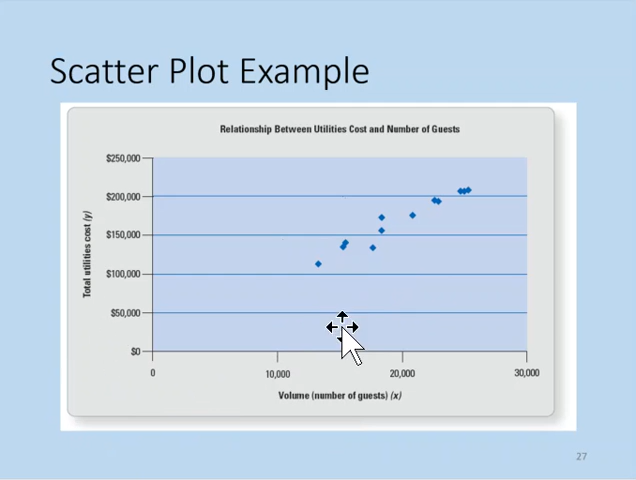 Scatter Plot Example
Relationship Between Utilities Cost and Number of Guests
$250,000
$200,000
$150,000
$100,000
$50,000
$0
Total utilities cost (y)
0
10,000
20,000
30,000
Volume (number of guests) (x)
27